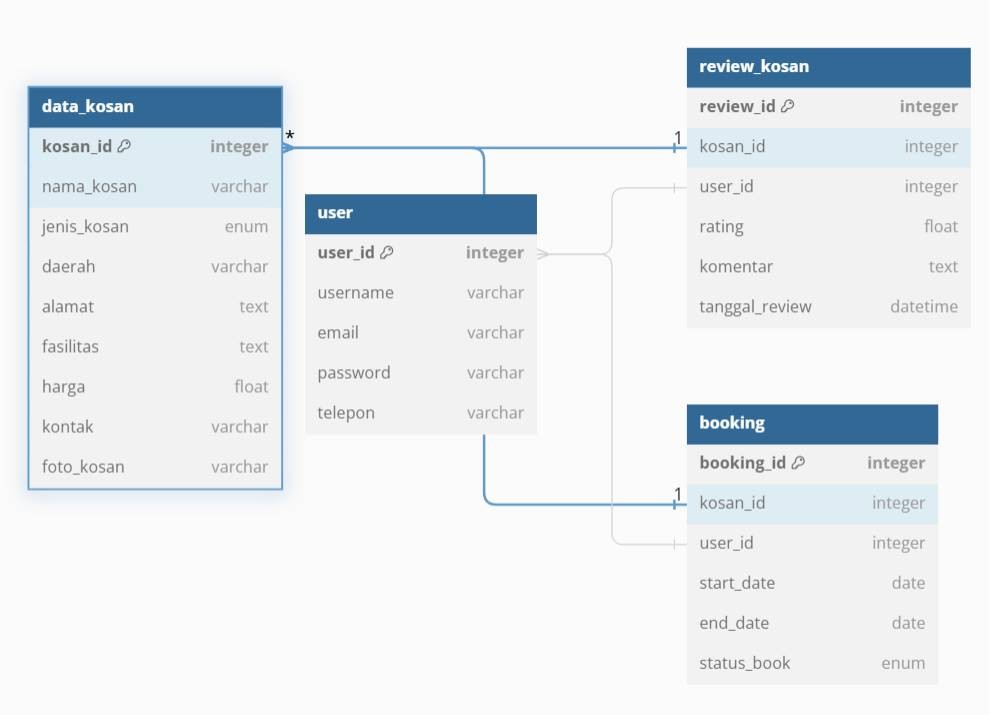 data_kosan
kosan_id integer
nama_kosan varchar
jenis_kosan enum
daerah varchar
alamat text
fasilitas text
harga float
kontak varchar
foto_kosan varchar
*
1
user
user_id integer
username varchar
email varchar
password varchar
telepon varchar
review_kosan
review_id integer
kosan_id integer
user_id integer
rating float
komentar text
tanggal_review datetime
1
booking
booking_id integer
kosan_id integer
user_id integer
start_date date
end_date date
status_book enum